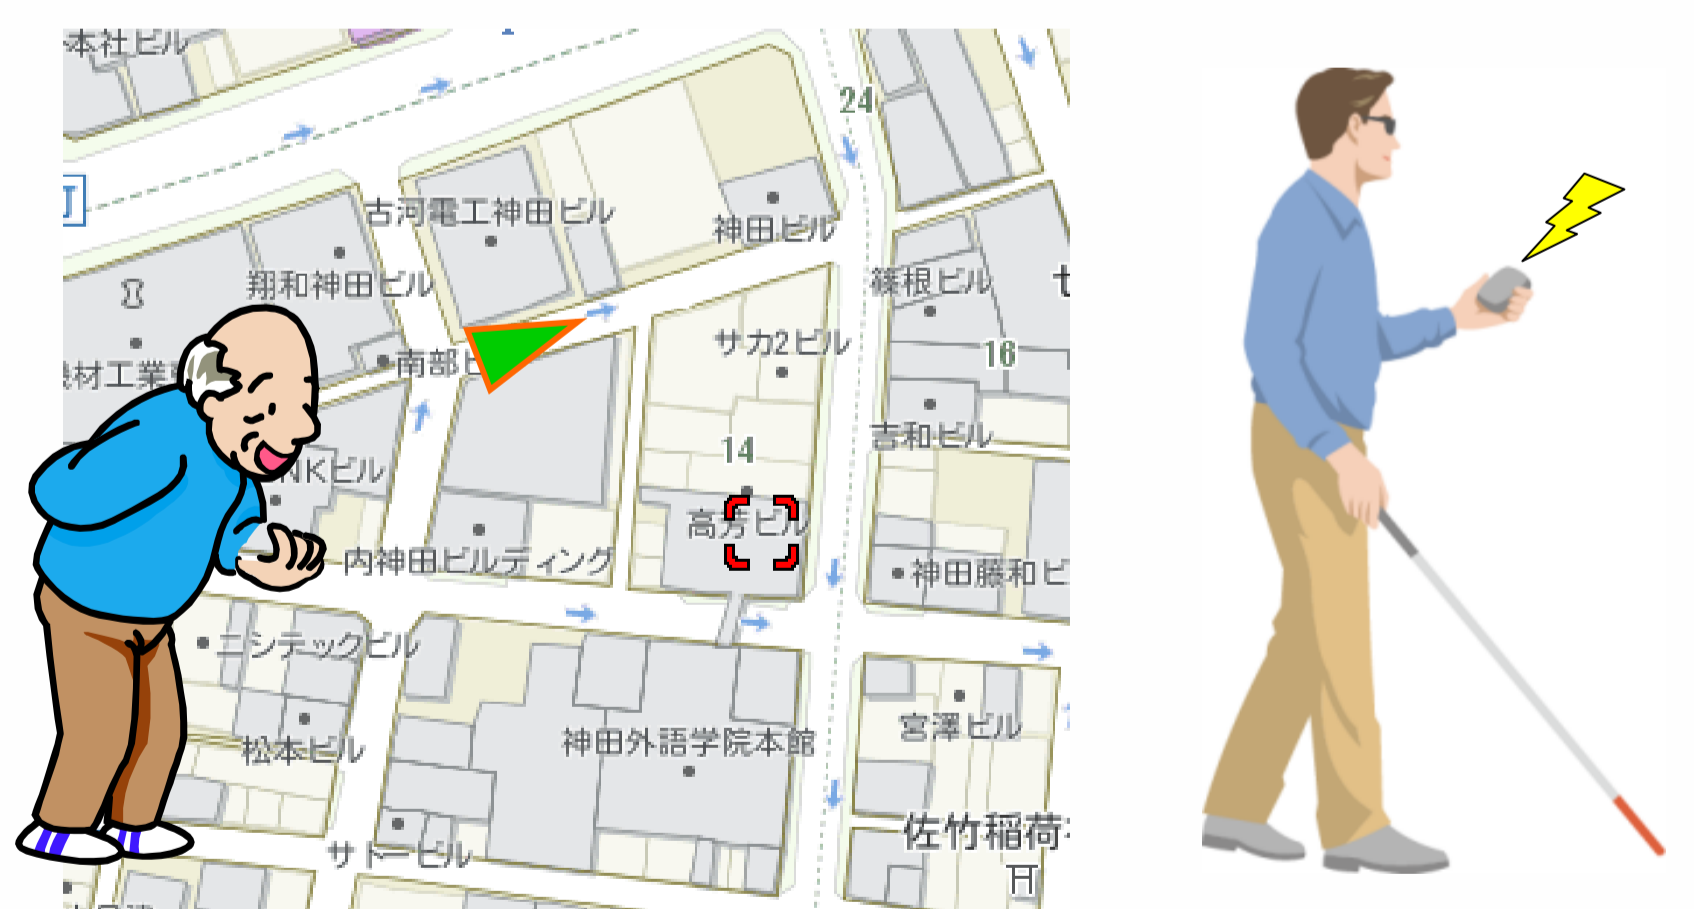 本社ビル
24
古河電工神田ビル
神田ビル
翔和神田ビル
篠根ビル
サカ2ビル
16
南部ビ
機材工業
吉和ビル
14
NKビル
高芳ビル
内神田ビルディング
神田藤和ビ
ニシテックビル
宮澤ビル
松本ビル
神田外語学院本館
佐竹稲荷
サトービル